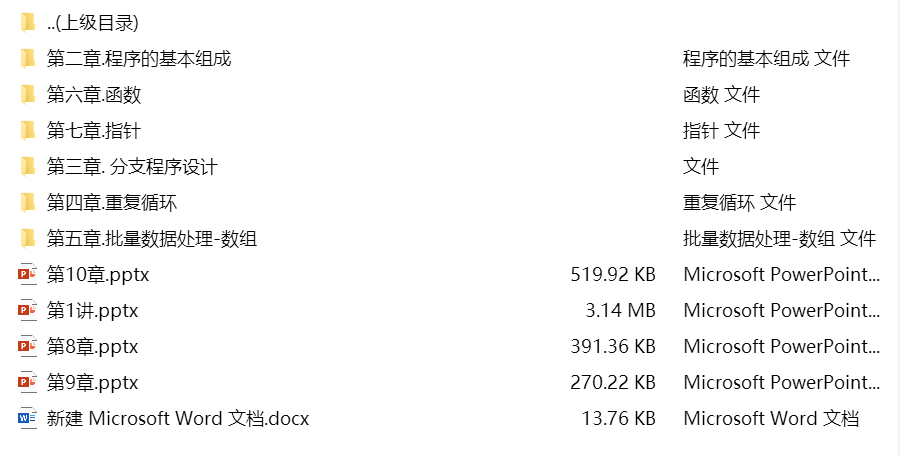 ..(上级目录)
第二章.程序的基本组成 程序的基本组成 文件
第六章.函数 函数 文件
第七章.指针 指针 文件
第三章. 分支程序设计 文件
第四章.重复循环 重复循环 文件
第五章.批量数据处理-数组 批量数据处理-数组 文件
第10章.pptx 519.92 KB Microsoft PowerPoint...
第1讲.pptx 3.14 MB Microsoft PowerPoint...
第8章.pptx 391.36 KB Microsoft PowerPoint...
第9章.pptx 270.22 KB Microsoft PowerPoint...
新建 Microsoft Word 文档.docx 13.76 KB Microsoft Word 文档